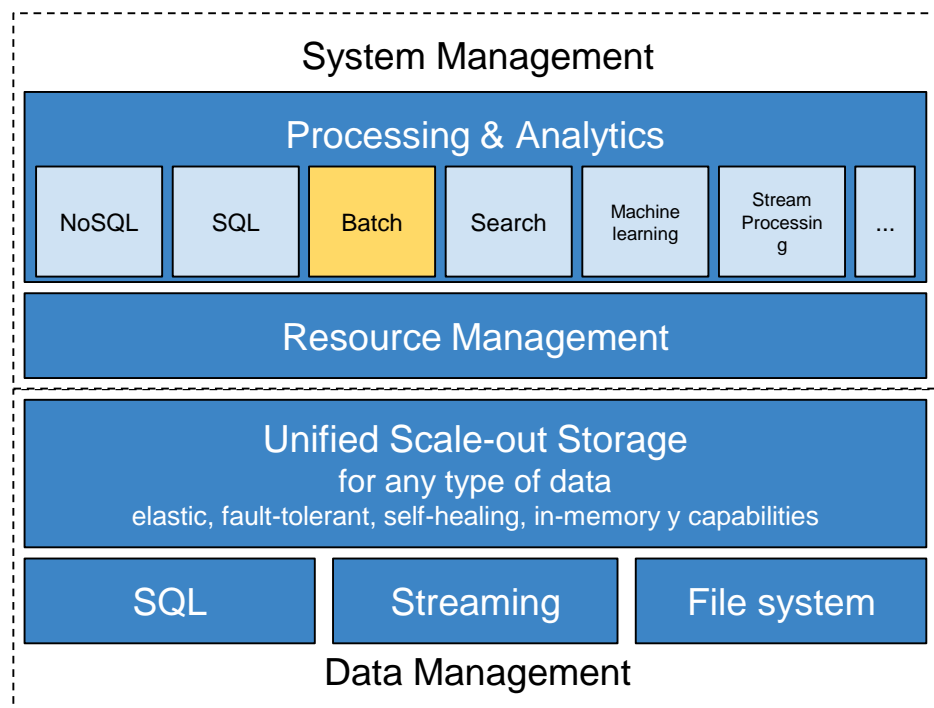 System Management
Processing & Analytics
NoSQL
SQL
Batch
Search
Machine
learning
Stream
Processin
g
...
Resource Management
Unified Scale-out Storage
for any type of data
elastic, fault-tolerant, self-healing, in-memory y capabilities
SQL
Streaming
File system
Data Management